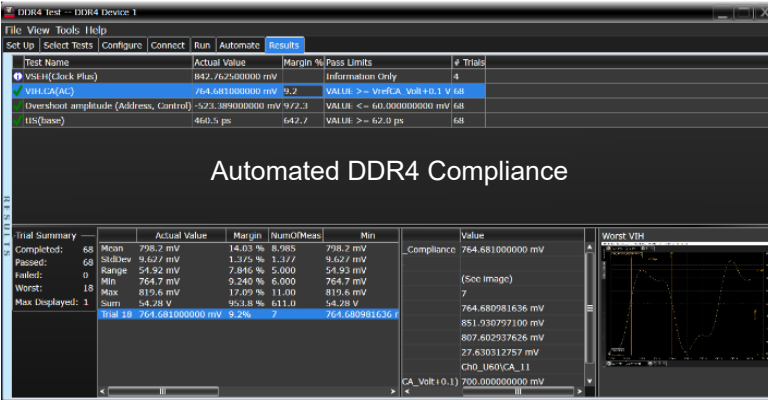 DDR4 Test -- DDR4 Device 1
File View Tools Help
Set Up Select Tests Configure Connect Run Automate Results
Test Name Actual Value Margin % Pass Limits # Trials
VSEH(Clock Plus) 842.762500000 mV Information Only 4
VIH.CA(AC) 764.681000000 mV 9.2 VALUE >= VrefCA_Volt+0.1 V 68
Overshoot amplitude (Address, Control) -523.389000000 mV 972.3 VALUE <= 60.000000000 mV 68
tIS(base) 460.5 ps 642.7 VALUE >= 62.0 ps 68
Automated DDR4 Compliance
RESULTS
Trial Summary
Completed: 68
Passed: 68
Failed: 0
Worst: 18
Max Displayed: 1
Actual Value Margin NumOfMeas Min
Mean 798.2 mV 14.03 % 8.985 798.2 mV
StdDev 9.627 mV 1.375 % 1.377 9.627 mV
Range 54.92 mV 7.846 % 5.000 54.93 mV
Min 764.7 mV 9.240 % 6.000 764.7 mV
Max 819.6 mV 17.09 % 11.00 819.6 mV
Sum 54.28 V 953.8 % 611.0 54.28 V
Trial 18 764.681000000 mV 9.2% 7 764.680981636
Value
_Compliance 764.681000000 mV
(See image)
7
764.680981636 mV
851.930797100 mV
807.602937626 mV
27.630312757 mV
Ch0_U60\CA_11
CA_Volt+0.1) 700.000000000 mV
Worst VIH